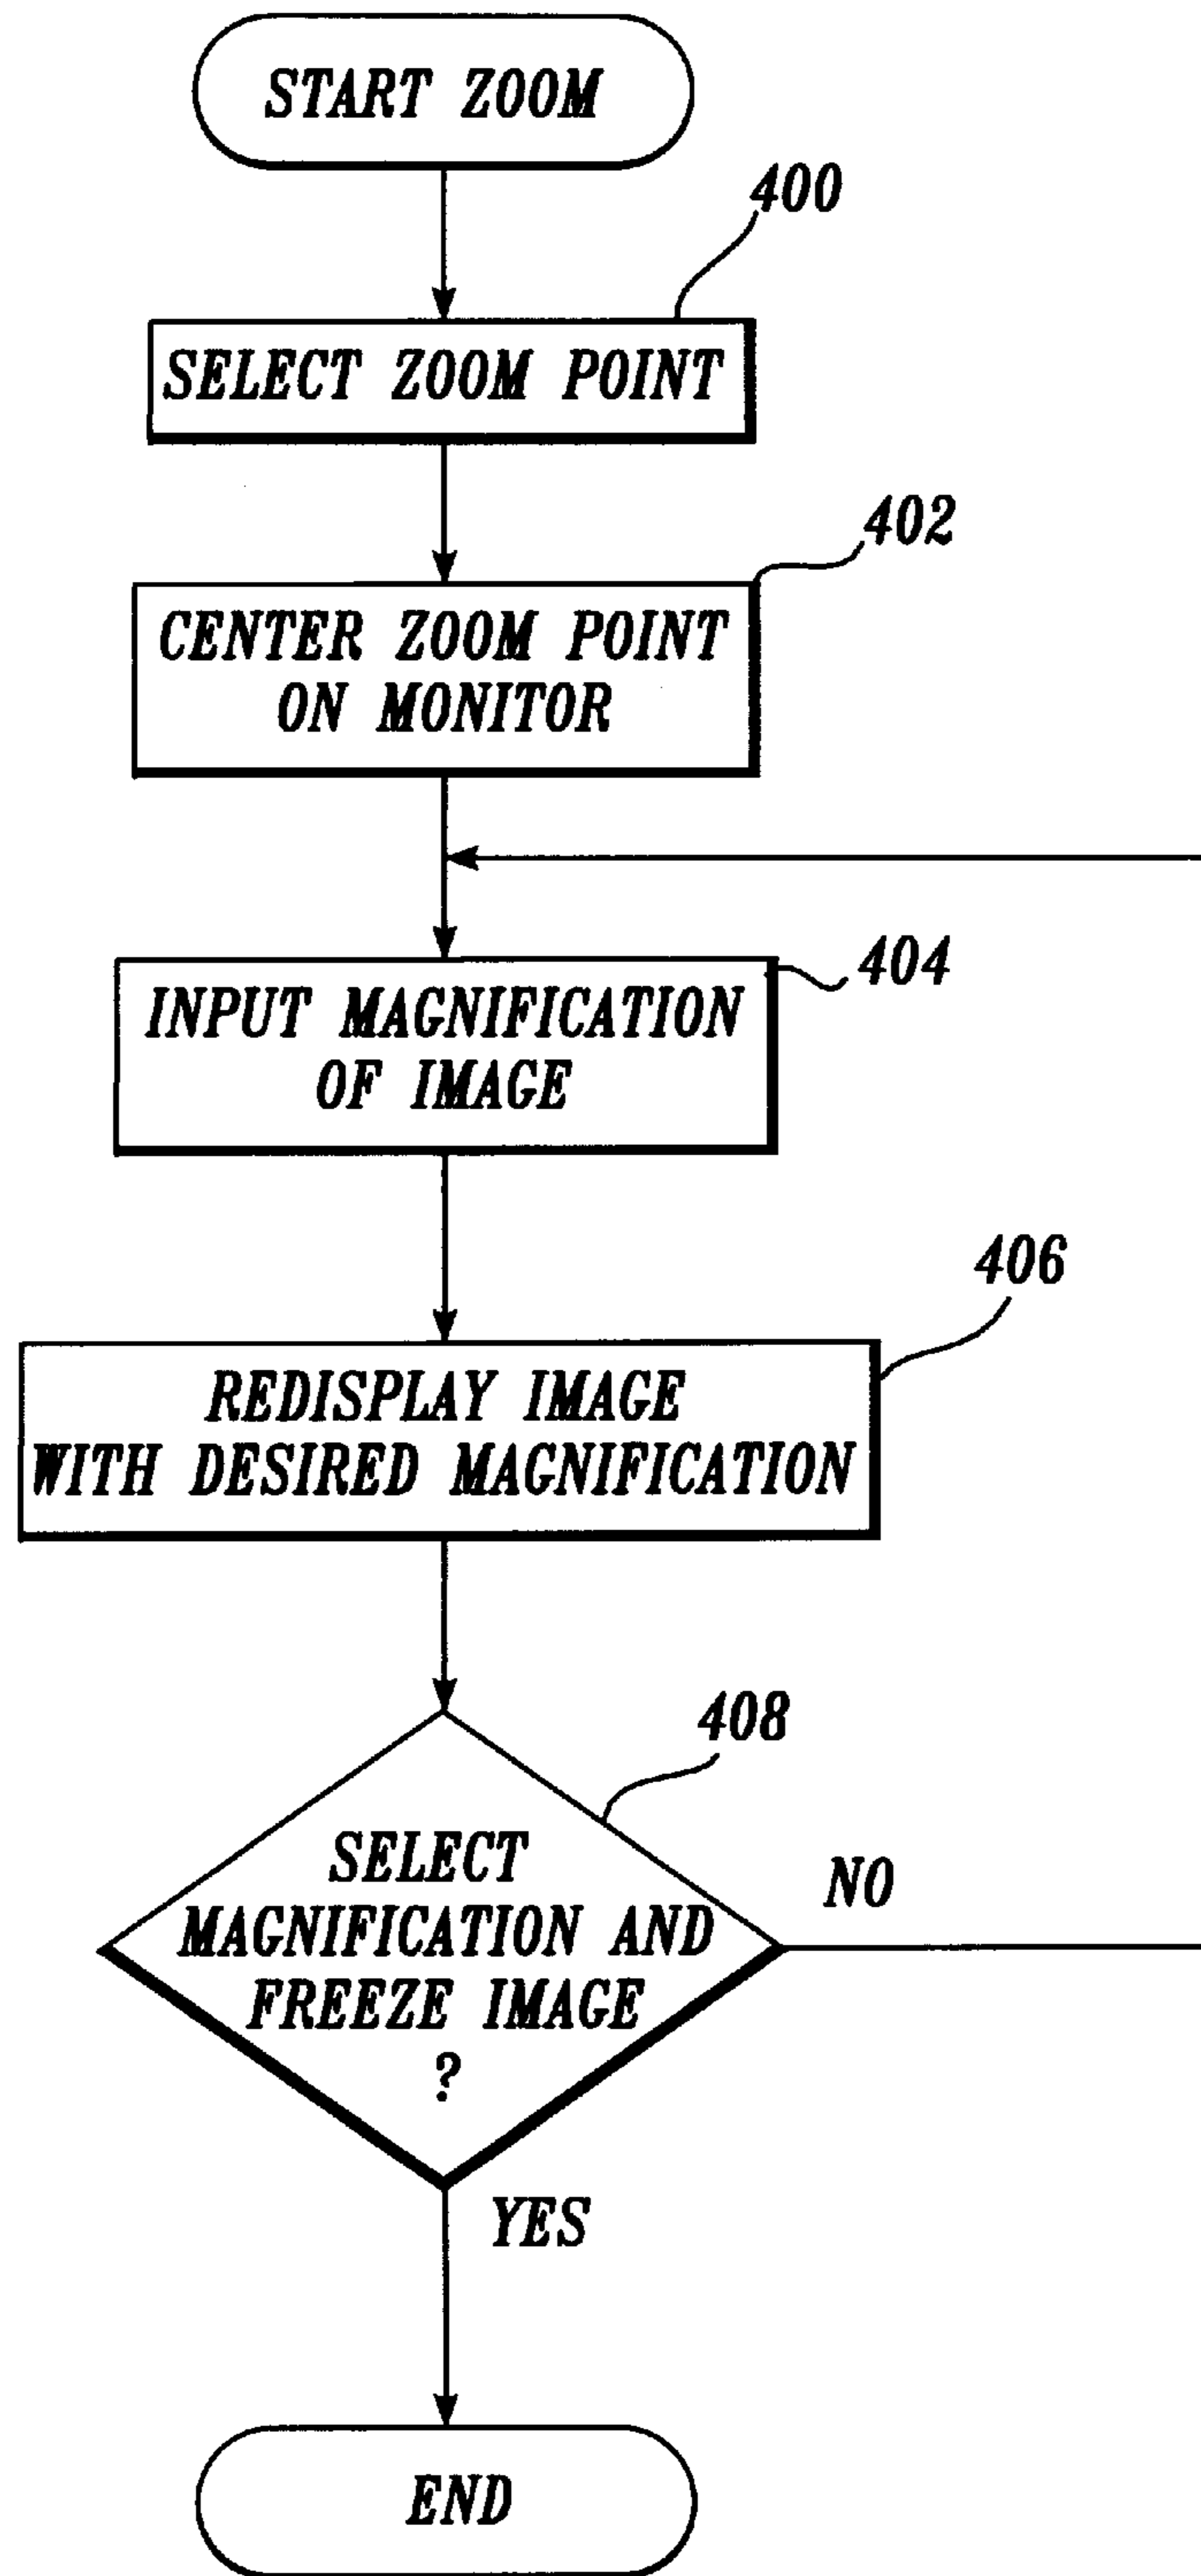 START ZOOM
400
SELECT ZOOM POINT
402
CENTER ZOOM POINT
ON MONITOR
404
INPUT MAGNIFICATION
OF IMAGE
406
REDISPLAY IMAGE
WITH DESIRED MAGNIFICATION
408
SELECT
MAGNIFICATION AND
FREEZE IMAGE
?
NO
YES
END